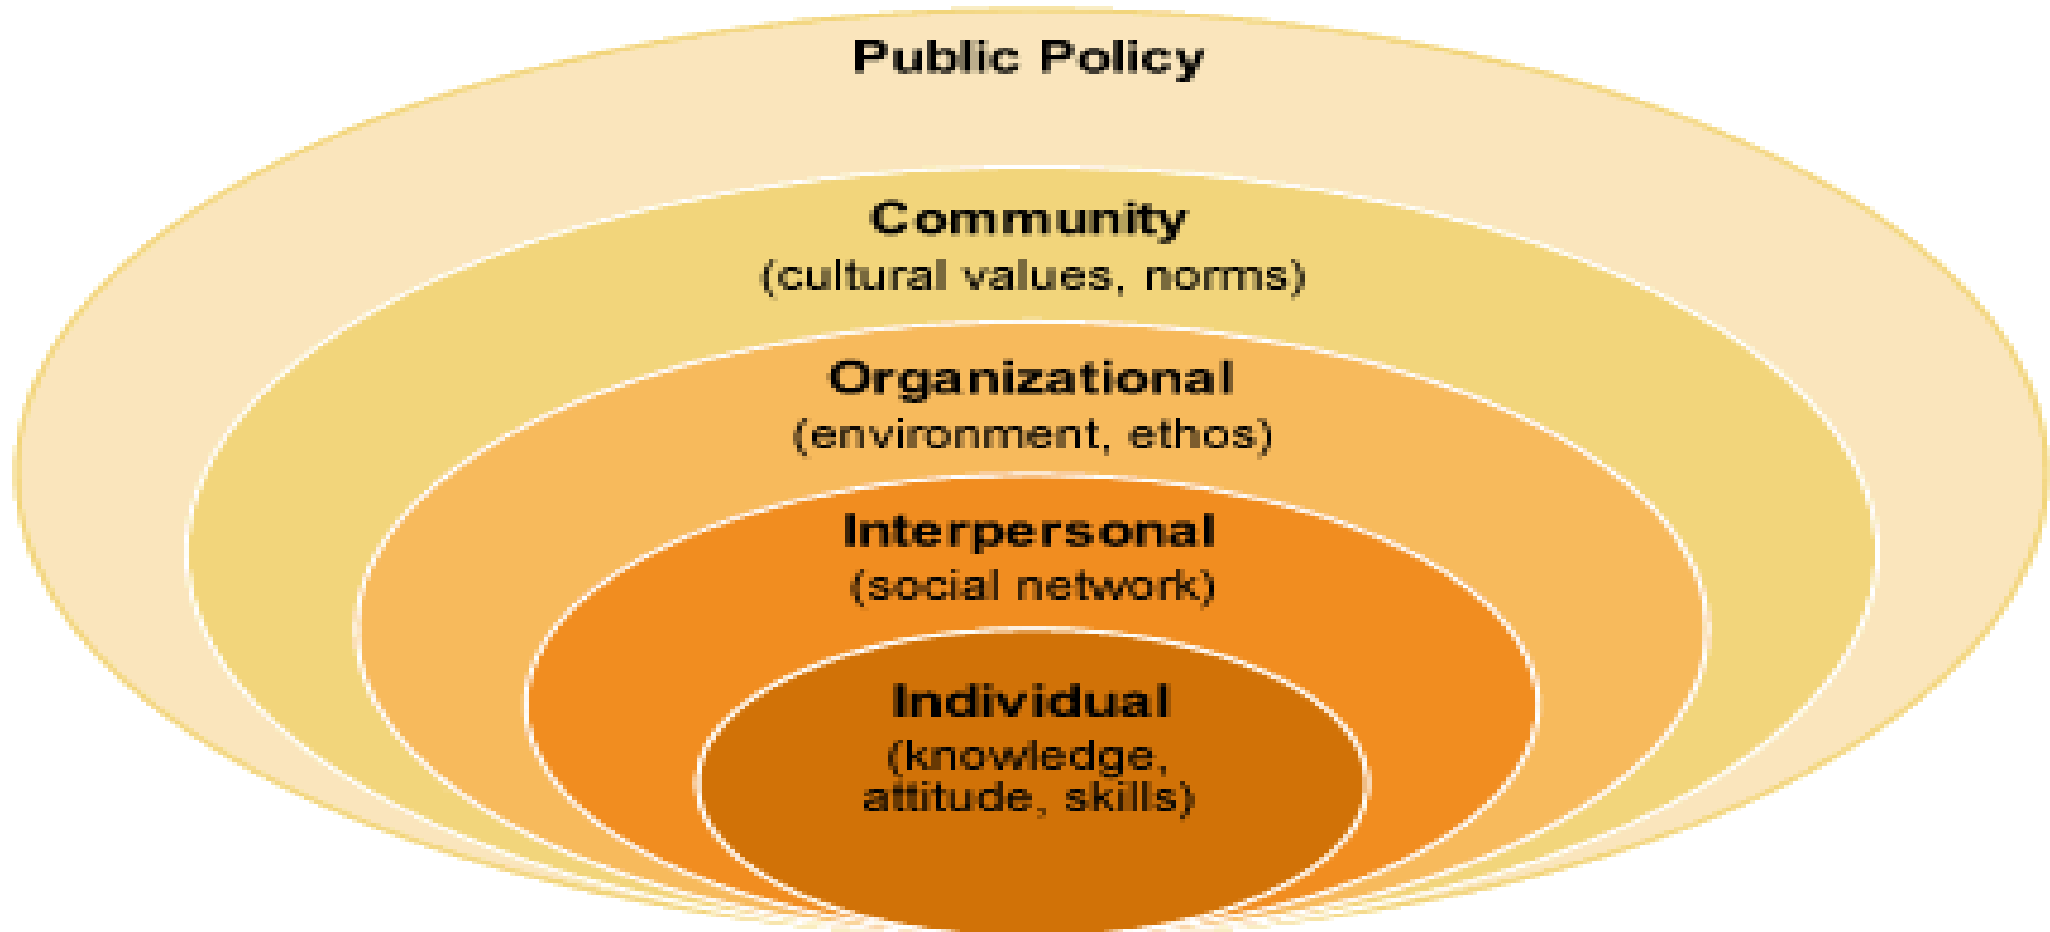 Public Policy
Community
(cultural values, norms)
Organizational
(environment, ethos)
Interpersonal
(social network)
Individual
(knowledge,
attitude, skills)